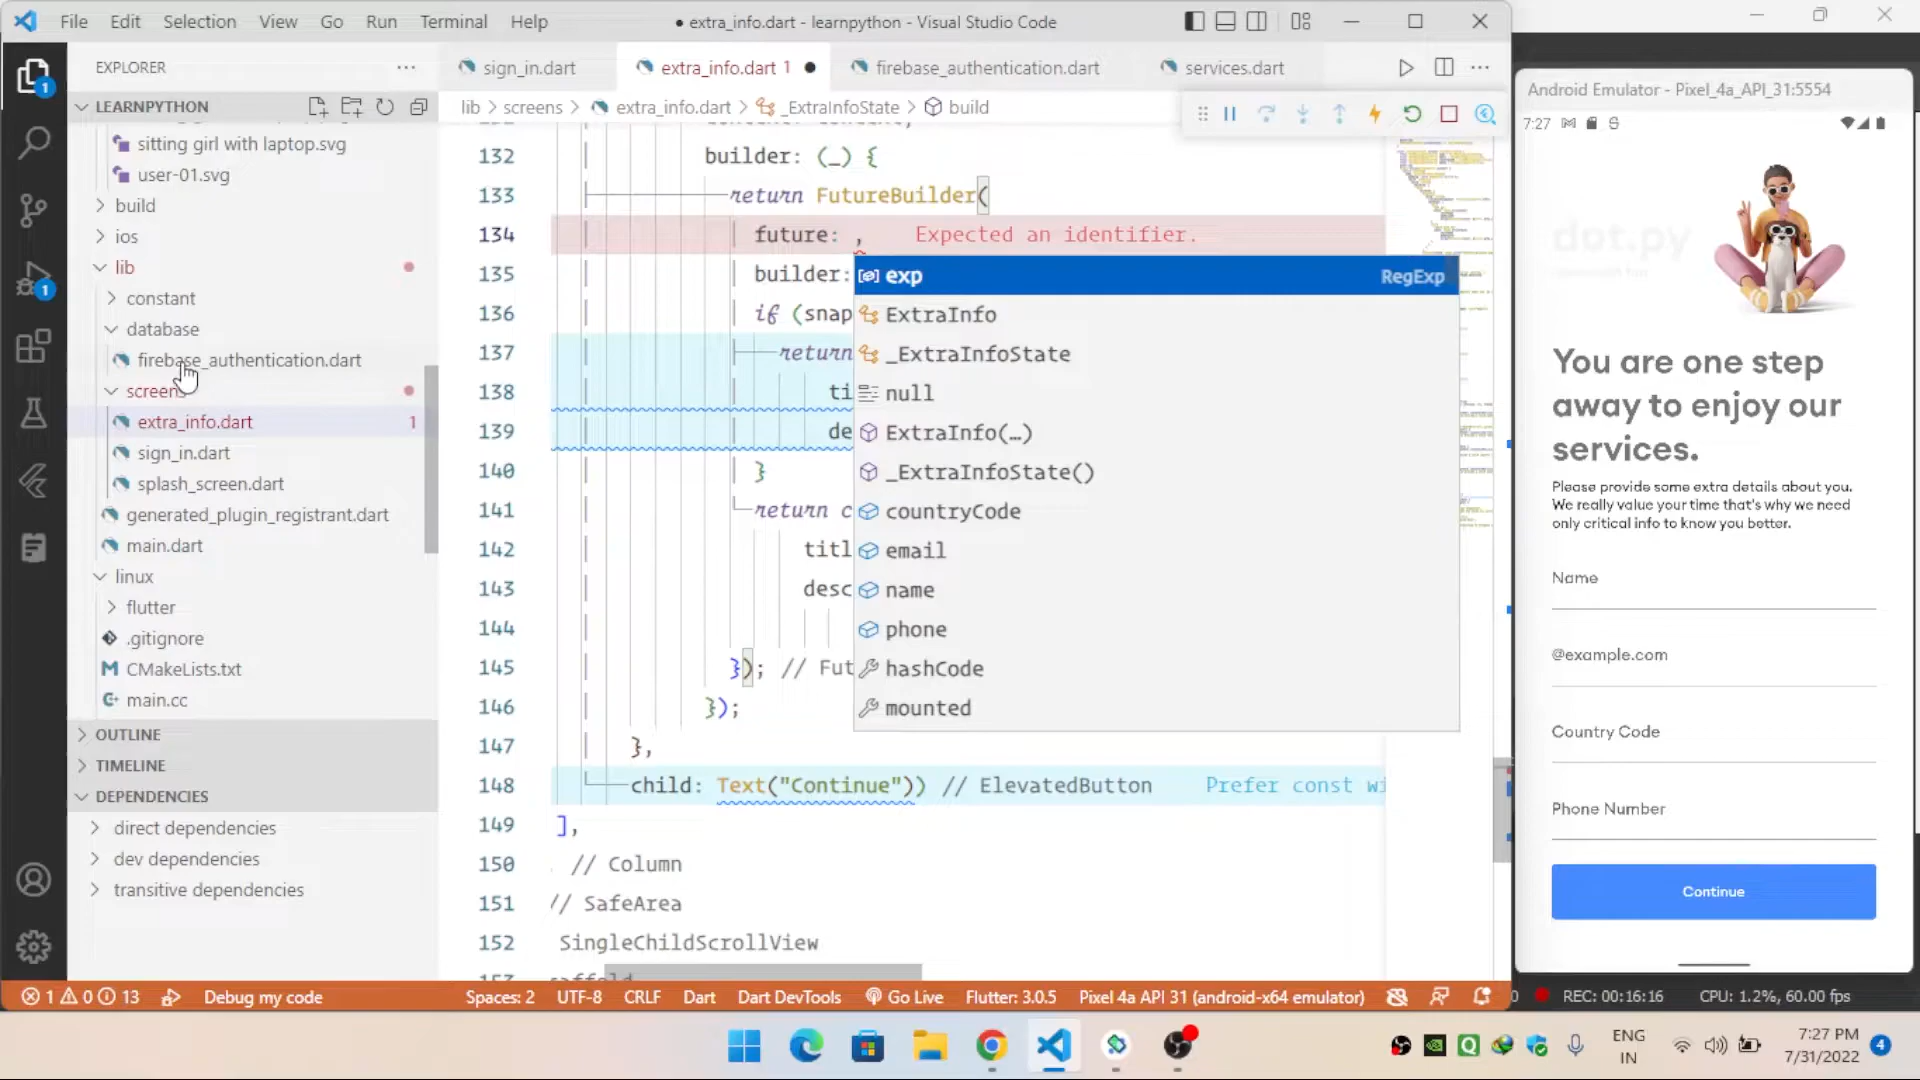 File Edit Selection View Go Run Terminal Help
● extra_info.dart - learnpython - Visual Studio Code
EXPLORER
LEARNPYTHON
sitting girl with laptop.svg
user-01.svg
build
ios
lib
constant
database
firebase_authentication.dart
screens
extra_info.dart 1
sign_in.dart
splash_screen.dart
generated_plugin_registrant.dart
main.dart
linux
flutter
.gitignore
CMakeLists.txt
main.cc
OUTLINE
TIMELINE
DEPENDENCIES
direct dependencies
dev dependencies
transitive dependencies
sign_in.dart
extra_info.dart 1 ●
firebase_authentication.dart
services.dart
lib > screens > extra_info.dart > _ExtraInfoState > build
132 builder: (_) {
133 return FutureBuilder(
134 future: , Expected an identifier.
135 builder:
136 if (snap
137 return
138 ti
139 de
140 }
141 return c
142 titl
143 desc
144
145 }); // Fut
146 });
147 },
148 child: Text("Continue")) // ElevatedButton Prefer const wi
149 ],
150 // Column
151 // SafeArea
152 SingleChildScrollView
exp RegExp
ExtraInfo
_ExtraInfoState
null
ExtraInfo(…)
_ExtraInfoState()
countryCode
email
name
phone
hashCode
mounted
1 0 13 Debug my code Spaces: 2 UTF-8 CRLF Dart Dart DevTools Go Live Flutter: 3.0.5 Pixel 4a API 31 (android-x64 emulator)
Android Emulator - Pixel_4a_API_31:5554
7:27
dot.py
You are one step
away to enjoy our
services.
Please provide some extra details about you.
We really value your time that's why we need
only critical info to know you better.
Name
@example.com
Country Code
Phone Number
Continue
REC: 00:16:16 CPU: 1.2%, 60.00 fps
ENG
IN
7:27 PM
7/31/2022
4